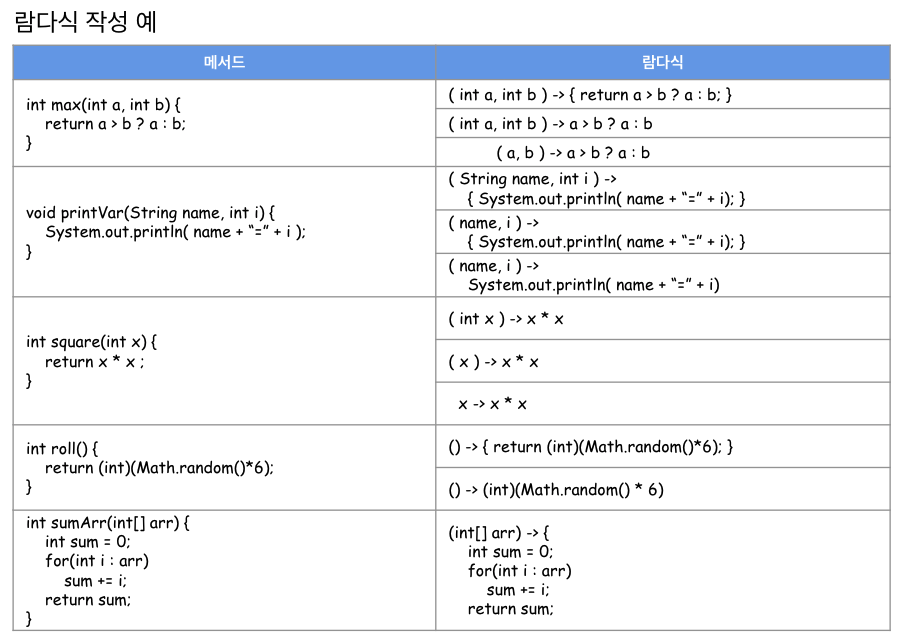 람다식 작성 예
메서드
람다식
int max(int a, int b) {
return a > b ? a : b;
}
( int a, int b ) -> { return a > b ? a : b; }
( int a, int b ) -> a > b ? a : b
( a, b ) -> a > b ? a : b
void printVar(String name, int i) {
System.out.println( name + “=” + i );
}
( String name, int i ) ->
{ System.out.println( name + “=” + i); }
( name, i ) ->
{ System.out.println( name + “=” + i); }
( name, i ) ->
System.out.println( name + “=” + i)
int square(int x) {
return x * x ;
}
( int x ) -> x * x
( x ) -> x * x
x -> x * x
int roll() {
return (int)(Math.random()*6);
}
() -> { return (int)(Math.random()*6); }
() -> (int)(Math.random() * 6)
int sumArr(int[] arr) {
int sum = 0;
for(int i : arr)
sum += i;
return sum;
}
(int[] arr) -> {
int sum = 0;
for(int i : arr)
sum += i;
return sum;